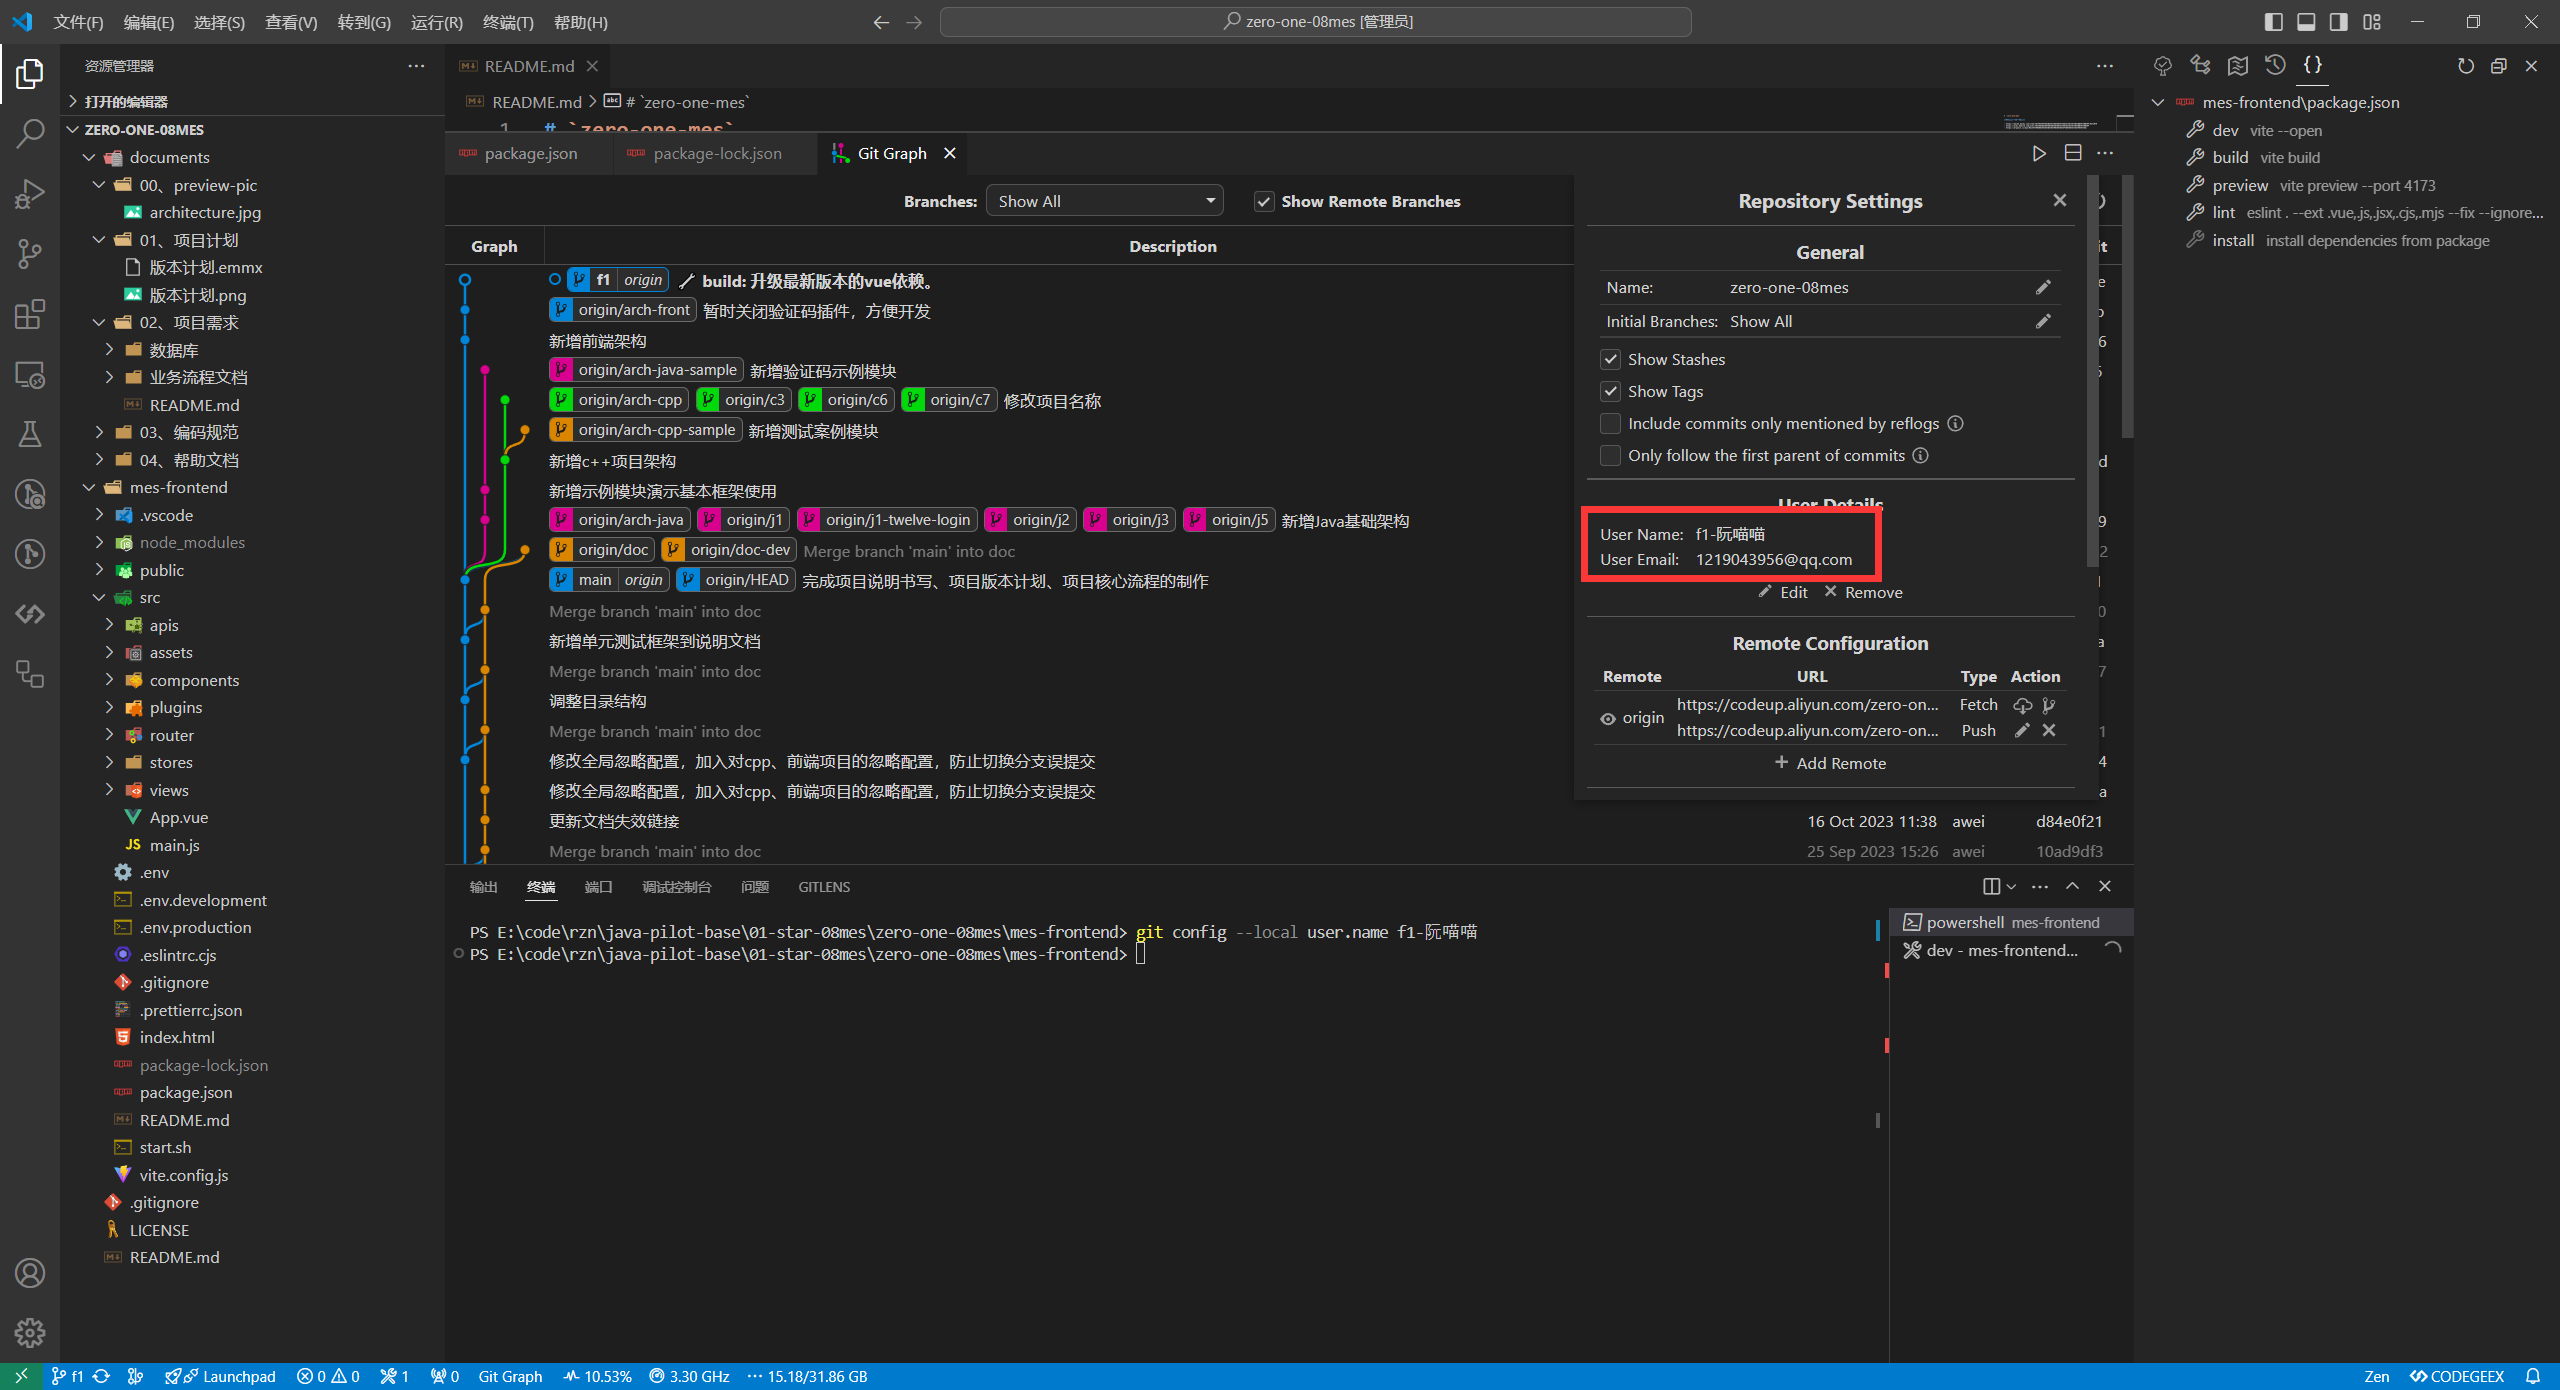 文件(F) 编辑(E) 选择(S) 查看(V) 转到(G) 运行(R) 终端(T) 帮助(H)
zero-one-08mes [管理员]
资源管理器
打开的编辑器
ZERO-ONE-08MES
documents
00、preview-pic
architecture.jpg
01、项目计划
版本计划.emmx
版本计划.png
02、项目需求
数据库
业务流程文档
README.md
03、编码规范
04、帮助文档
mes-frontend
.vscode
node_modules
public
src
apis
assets
components
plugins
router
stores
views
App.vue
main.js
.env
.env.development
.env.production
.eslintrc.cjs
.gitignore
.prettierrc.json
index.html
package-lock.json
package.json
README.md
start.sh
vite.config.js
.gitignore
LICENSE
README.md
README.md
README.md > # `zero-one-mes`
1 # `zero-one-mes`
package.json package-lock.json Git Graph
Branches: Show All Show Remote Branches
Graph Description
f1 origin build: 升级最新版本的vue依赖。
origin/arch-front 暂时关闭验证码插件，方便开发
新增前端架构
origin/arch-java-sample 新增验证码示例模块
origin/arch-cpp origin/c3 origin/c6 origin/c7 修改项目名称
origin/arch-cpp-sample 新增测试案例模块
新增c++项目架构
新增示例模块演示基本框架使用
origin/arch-java origin/j1 origin/j1-twelve-login origin/j2 origin/j3 origin/j5 新增Java基础架构
origin/doc origin/doc-dev Merge branch 'main' into doc
main origin origin/HEAD 完成项目说明书写、项目版本计划、项目核心流程的制作
Merge branch 'main' into doc
新增单元测试框架到说明文档
Merge branch 'main' into doc
调整目录结构
Merge branch 'main' into doc
修改全局忽略配置，加入对cpp、前端项目的忽略配置，防止切换分支误提交
修改全局忽略配置，加入对cpp、前端项目的忽略配置，防止切换分支误提交
更新文档失效链接 16 Oct 2023 11:38 awei d84e0f21
Merge branch 'main' into doc 25 Sep 2023 15:26 awei 10ad9df3
Repository Settings
General
Name: zero-one-08mes
Initial Branches: Show All
Show Stashes
Show Tags
Include commits only mentioned by reflogs
Only follow the first parent of commits
User Details
User Name: f1-阮喵喵
User Email: 1219043956@qq.com
Edit Remove
Remote Configuration
Remote URL Type Action
https://codeup.aliyun.com/zero-on... Fetch
origin
https://codeup.aliyun.com/zero-on... Push
Add Remote
输出 终端 端口 调试控制台 问题 GITLENS
PS E:\code\rzn\java-pilot-base\01-star-08mes\zero-one-08mes\mes-frontend> git config --local user.name f1-阮喵喵
PS E:\code\rzn\java-pilot-base\01-star-08mes\zero-one-08mes\mes-frontend>
powershell mes-frontend
dev - mes-frontend...
mes-frontend\package.json
dev vite --open
build vite build
preview vite preview --port 4173
lint eslint . --ext .vue,.js,.jsx,.cjs,.mjs --fix --ignore...
install install dependencies from package
f1 Launchpad 0 0 1 0 Git Graph 10.53% 3.30 GHz 15.18/31.86 GB Zen CODEGEEX